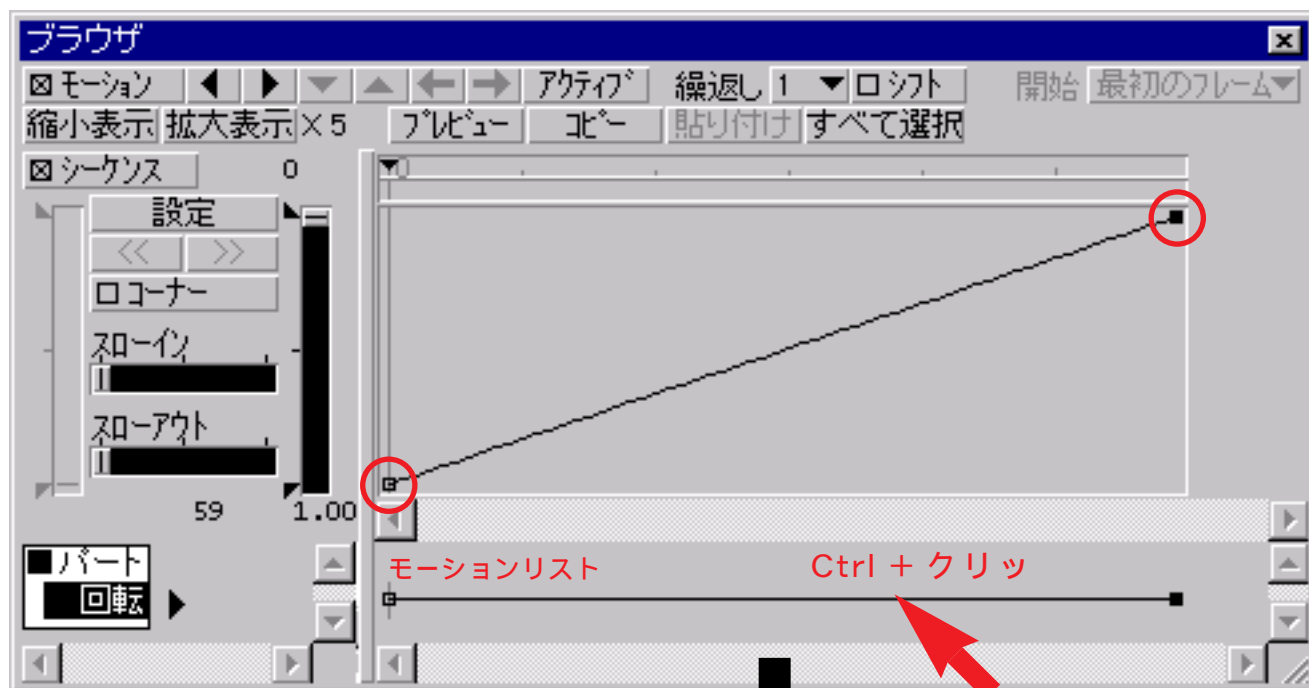 ブラウザ
モーション アクティブ 繰返し 1 シフト 開始 最初のフレーム
縮小表示 拡大表示 ×5 プレビュー コピー 貼り付け すべて選択
シーケンス 0 0
設定
<< >>
コーナー
スローイン
スローアウト
59 1.00
パート
回転
モーションリスト Ctrl + クリッ